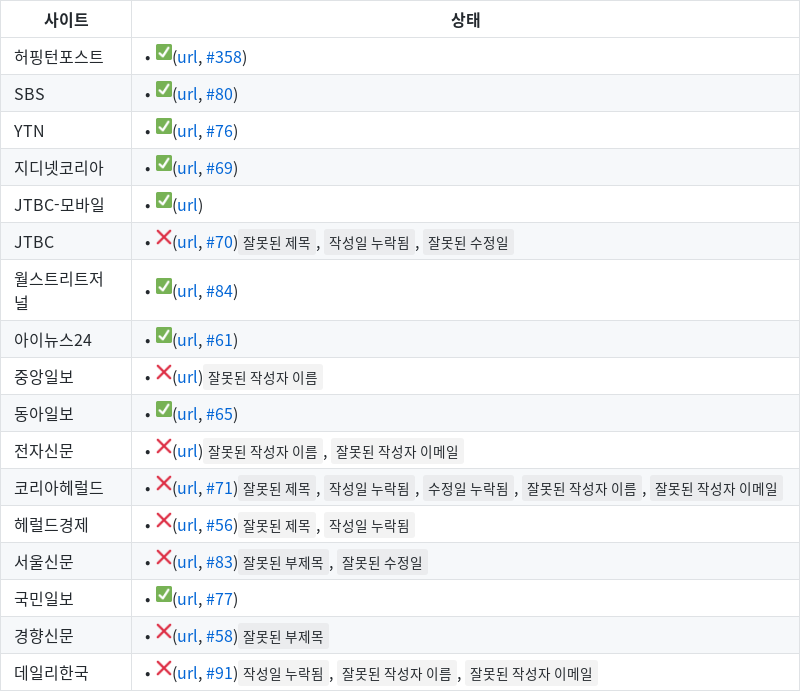 사이트 상태
허핑턴포스트 • ✅(url, #358)
SBS • ✅(url, #80)
YTN • ✅(url, #76)
지디넷코리아 • ✅(url, #69)
JTBC-모바일 • ✅(url)
JTBC • ❌(url, #70) 잘못된 제목 , 작성일 누락됨 , 잘못된 수정일
월스트리트저
널 • ✅(url, #84)
아이뉴스24 • ✅(url, #61)
중앙일보 • ❌(url) 잘못된 작성자 이름
동아일보 • ✅(url, #65)
전자신문 • ❌(url) 잘못된 작성자 이름 , 잘못된 작성자 이메일
코리아헤럴드 • ❌(url, #71) 잘못된 제목 , 작성일 누락됨 , 수정일 누락됨 , 잘못된 작성자 이름 , 잘못된 작성자 이메일
헤럴드경제 • ❌(url, #56) 잘못된 제목 , 작성일 누락됨
서울신문 • ❌(url, #83) 잘못된 부제목 , 잘못된 수정일
국민일보 • ✅(url, #77)
경향신문 • ❌(url, #58) 잘못된 부제목
데일리한국 • ❌(url, #91) 작성일 누락됨 , 잘못된 작성자 이름 , 잘못된 작성자 이메일